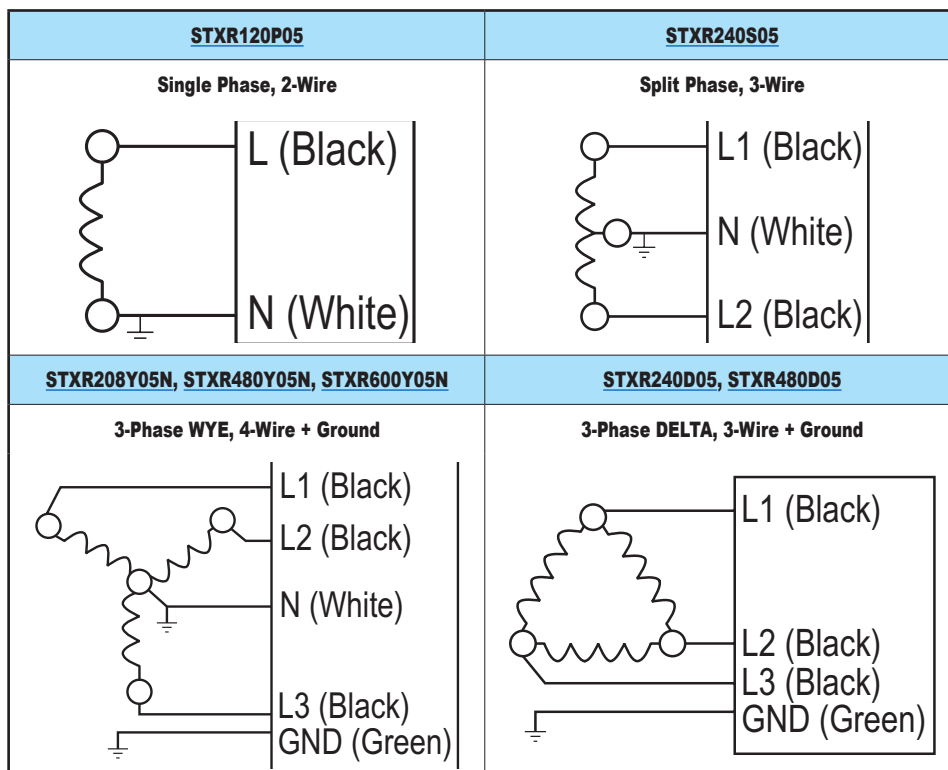 STXR120P05
Single Phase, 2-Wire
L (Black)
N (White)
STXR240S05
Split Phase, 3-Wire
L1 (Black)
N (White)
L2 (Black)
STXR208Y05N, STXR480Y05N, STXR600Y05N
3-Phase WYE, 4-Wire + Ground
L1 (Black)
L2 (Black)
N (White)
L3 (Black)
GND (Green)
STXR240D05, STXR480D05
3-Phase DELTA, 3-Wire + Ground
L1 (Black)
L2 (Black)
L3 (Black)
GND (Green)